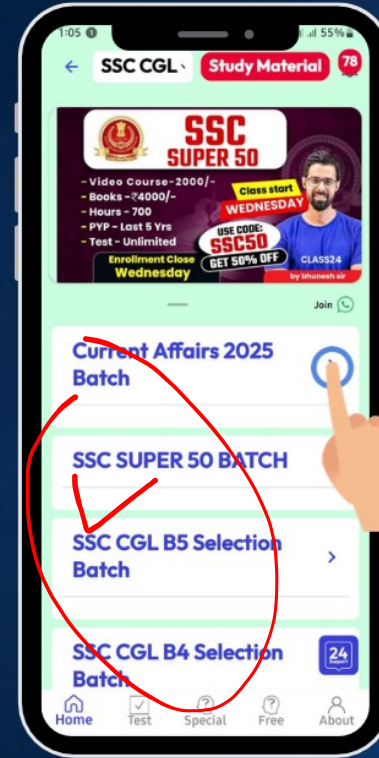 1:05 55%
SSC CGL Study Material 78
SSC
SUPER 50
- Video Course-2000/-
- Books -₹4000/-
- Hours - 700
- PYP - Last 5 Yrs
- Test - Unlimited
Class start
WEDNESDAY
USE CODE:
SSC50
GET 50% OFF
Enrollment Close
Wednesday
CLASS24
by bhunesh sir
Join
Current Affairs 2025
Batch
SSC SUPER 50 BATCH
SSC CGL B5 Selection
Batch
SSC CGL B4 Selection
Batch
24
Support
Home Test Special Free About